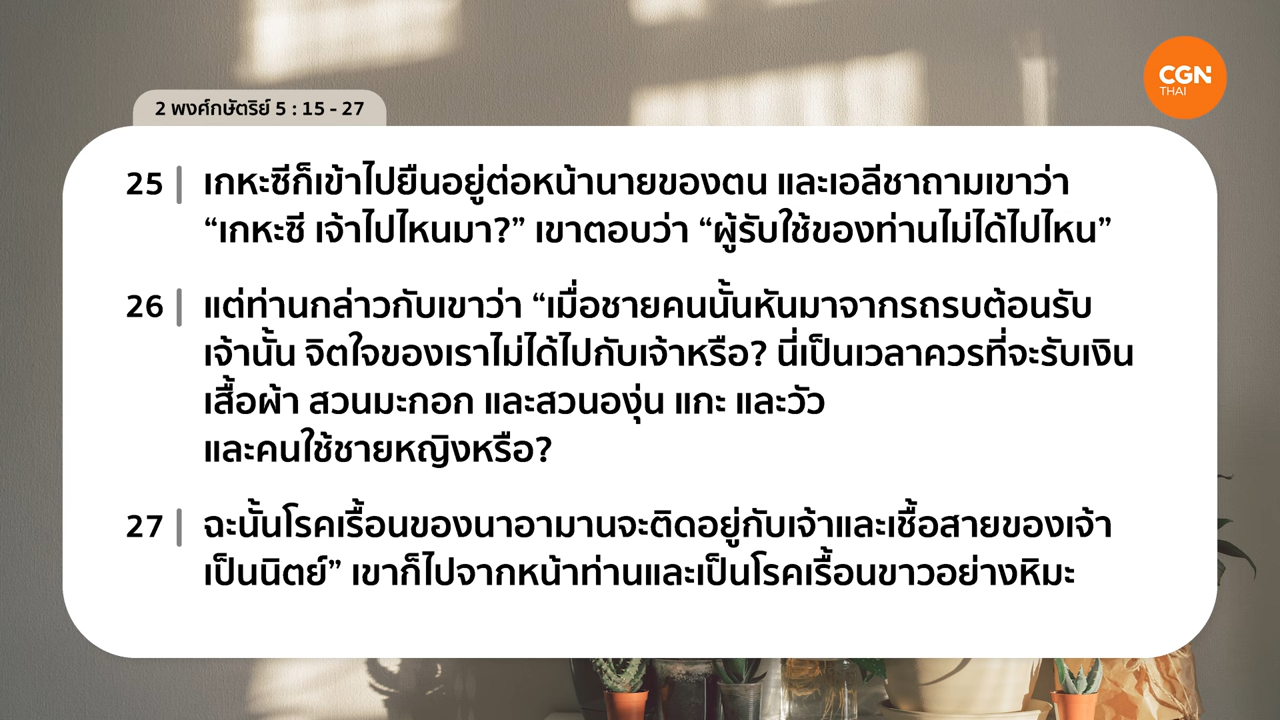 CGN
THAI
2 พงศ์กษัตริย์ 5 : 15 - 27
25 เกหะซีก็เข้าไปยืนอยู่ต่อหน้านายของตน และเอลีชาถามเขาว่า
“เกหะซี เจ้าไปไหนมา?” เขาตอบว่า “ผู้รับใช้ของท่านไม่ได้ไปไหน”
26 แต่ท่านกล่าวกับเขาว่า “เมื่อชายคนนั้นหันมาจากรถรบต้อนรับ
เจ้านั้น จิตใจของเราไม่ได้ไปกับเจ้าหรือ? นี่เป็นเวลาควรที่จะรับเงิน
เสื้อผ้า สวนมะกอก และสวนองุ่น แกะ และวัว
และคนใช้ชายหญิงหรือ?
27 ฉะนั้นโรคเรื้อนของนาอามานจะติดอยู่กับเจ้าและเชื้อสายของเจ้า
เป็นนิตย์” เขาก็ไปจากหน้าท่านและเป็นโรคเรื้อนขาวอย่างหิมะ